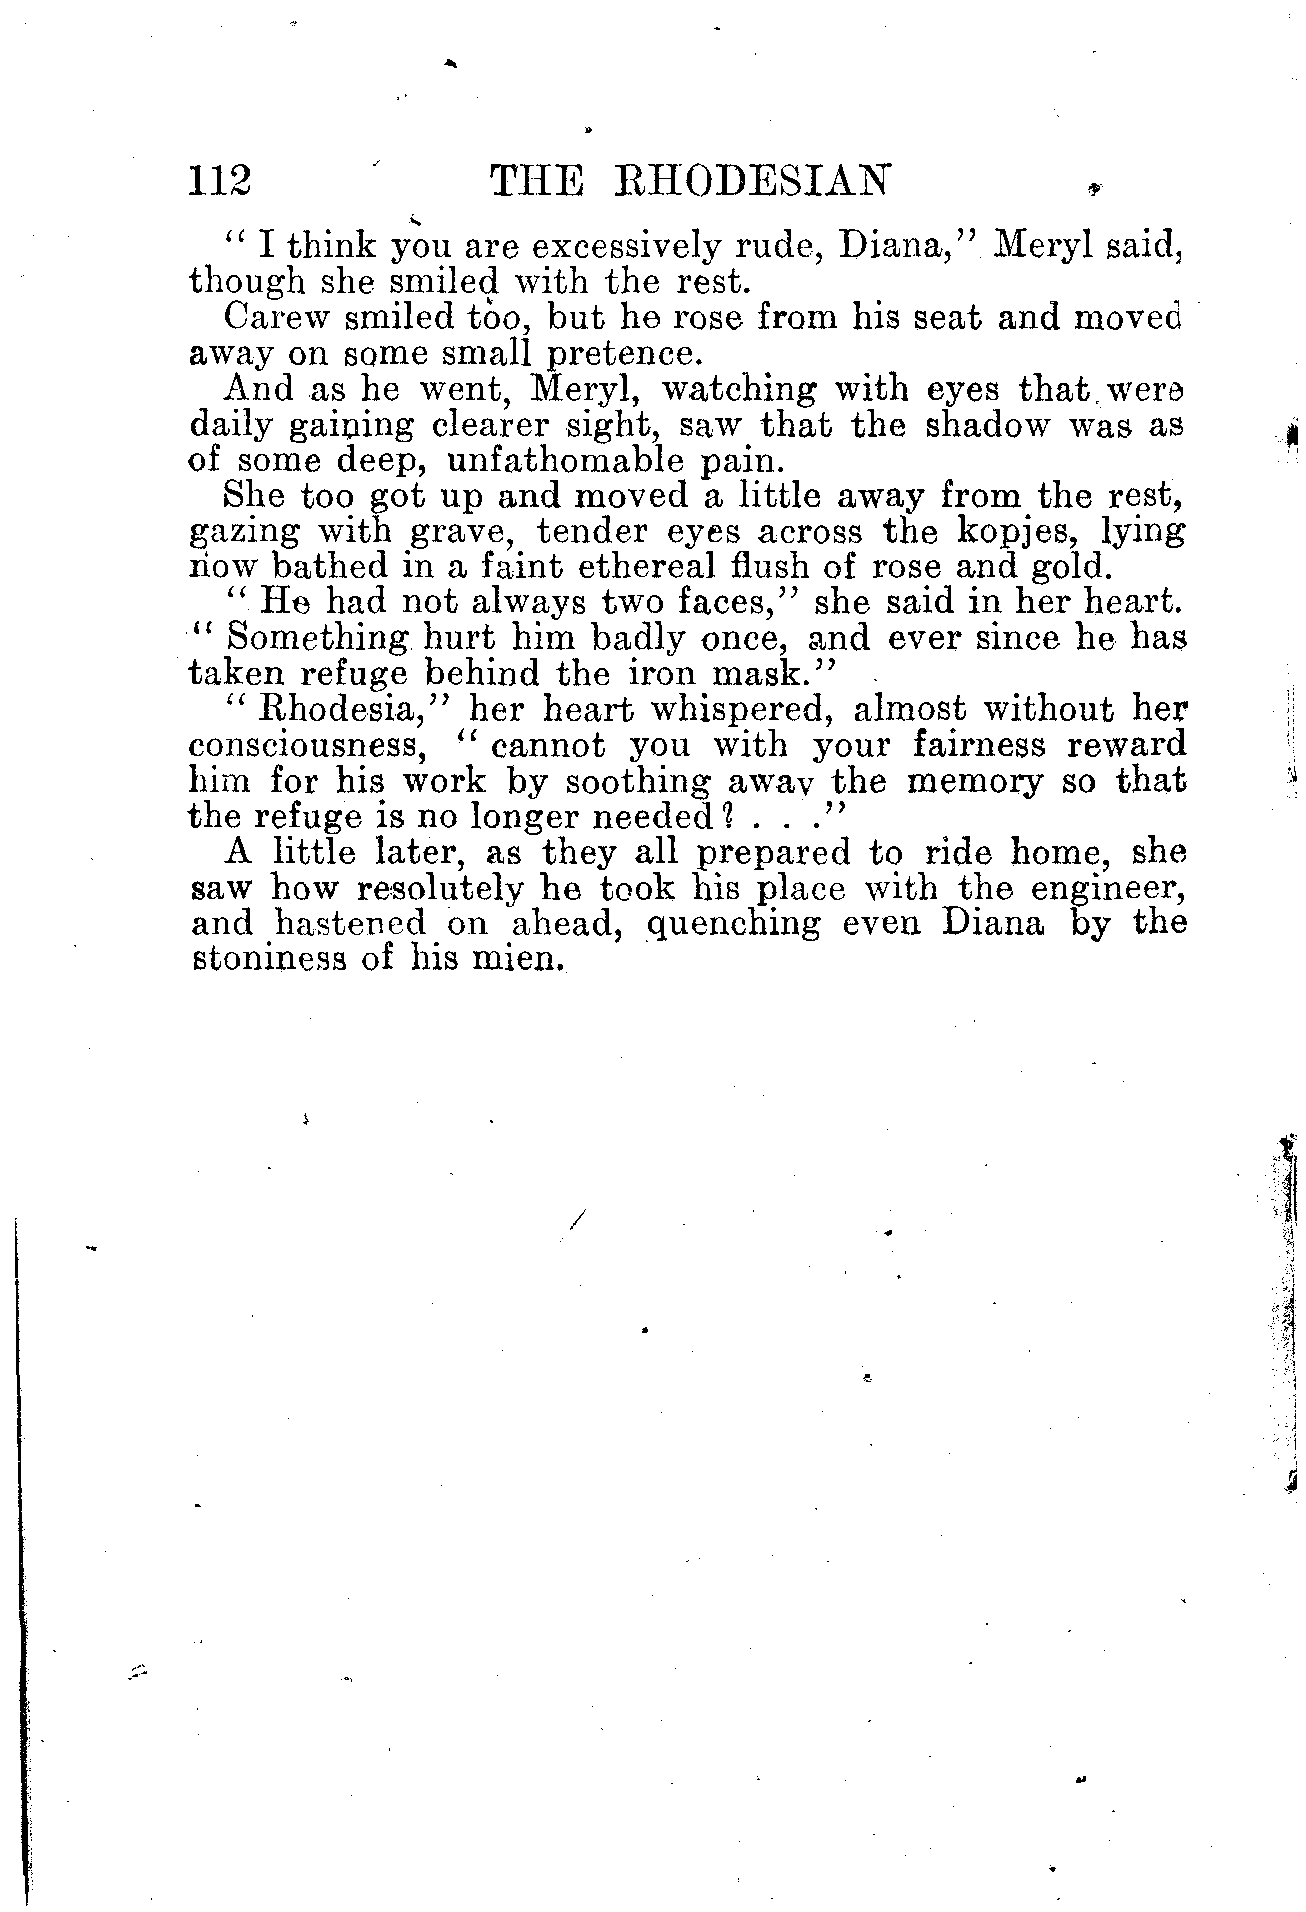 112 THE RHODESIAN
" I think you are excessively rude, Diana," Meryl said,
though she smiled with the rest.
Carew smiled too, but he rose from his seat and moved
away on some small pretence.
And as he went, Meryl, watching with eyes that were
daily gaining clearer sight, saw that the shadow was as
of some deep, unfathomable pain.
She too got up and moved a little away from the rest,
gazing with grave, tender eyes across the kopjes, lying
now bathed in a faint ethereal flush of rose and gold.
" He had not always two faces," she said in her heart.
" Something hurt him badly once, and ever since he has
taken refuge behind the iron mask."
" Rhodesia," her heart whispered, almost without her
consciousness, " cannot you with your fairness reward
him for his work by soothing away the memory so that
the refuge is no longer needed? . . ."
A little later, as they all prepared to ride home, she
saw how resolutely he took his place with the engineer,
and hastened on ahead, quenching even Diana by the
stoniness of his mien.